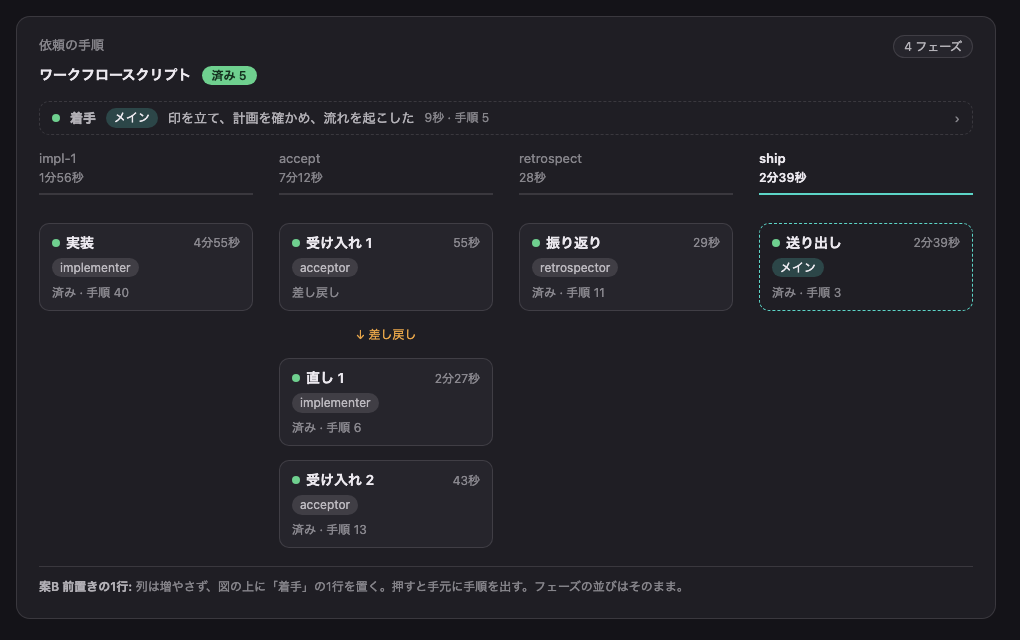 依頼の手順
4 フェーズ
ワークフロースクリプト 済み 5
着手 メイン 印を立て、計画を確かめ、流れを起こした 9秒 · 手順 5 ›
impl-1
1分56秒
accept
7分12秒
retrospect
28秒
ship
2分39秒
実装 4分55秒
implementer
済み · 手順 40
受け入れ 1 55秒
acceptor
差し戻し
↓ 差し戻し
直し 1 2分27秒
implementer
済み · 手順 6
受け入れ 2 43秒
acceptor
済み · 手順 13
振り返り 29秒
retrospector
済み · 手順 11
送り出し 2分39秒
メイン
済み · 手順 3
案B 前置きの1行: 列は増やさず、図の上に「着手」の1行を置く。押すと手元に手順を出す。フェーズの並びはそのまま。